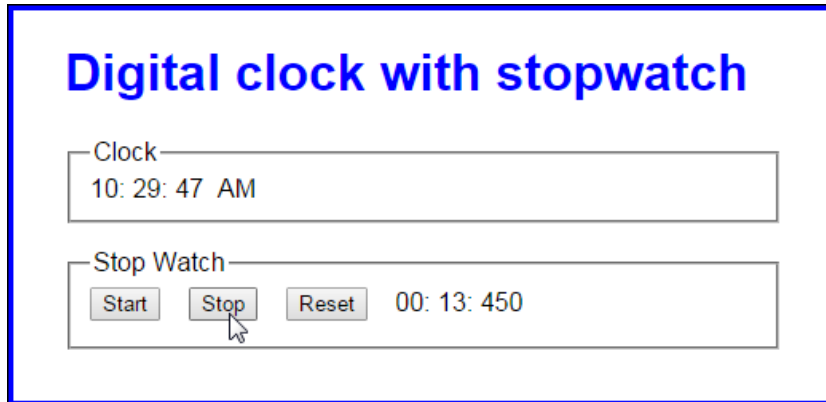 Digital clock with stopwatch
Clock
10: 29: 47 AM
Stop Watch
Start Stop Reset 00: 13: 450